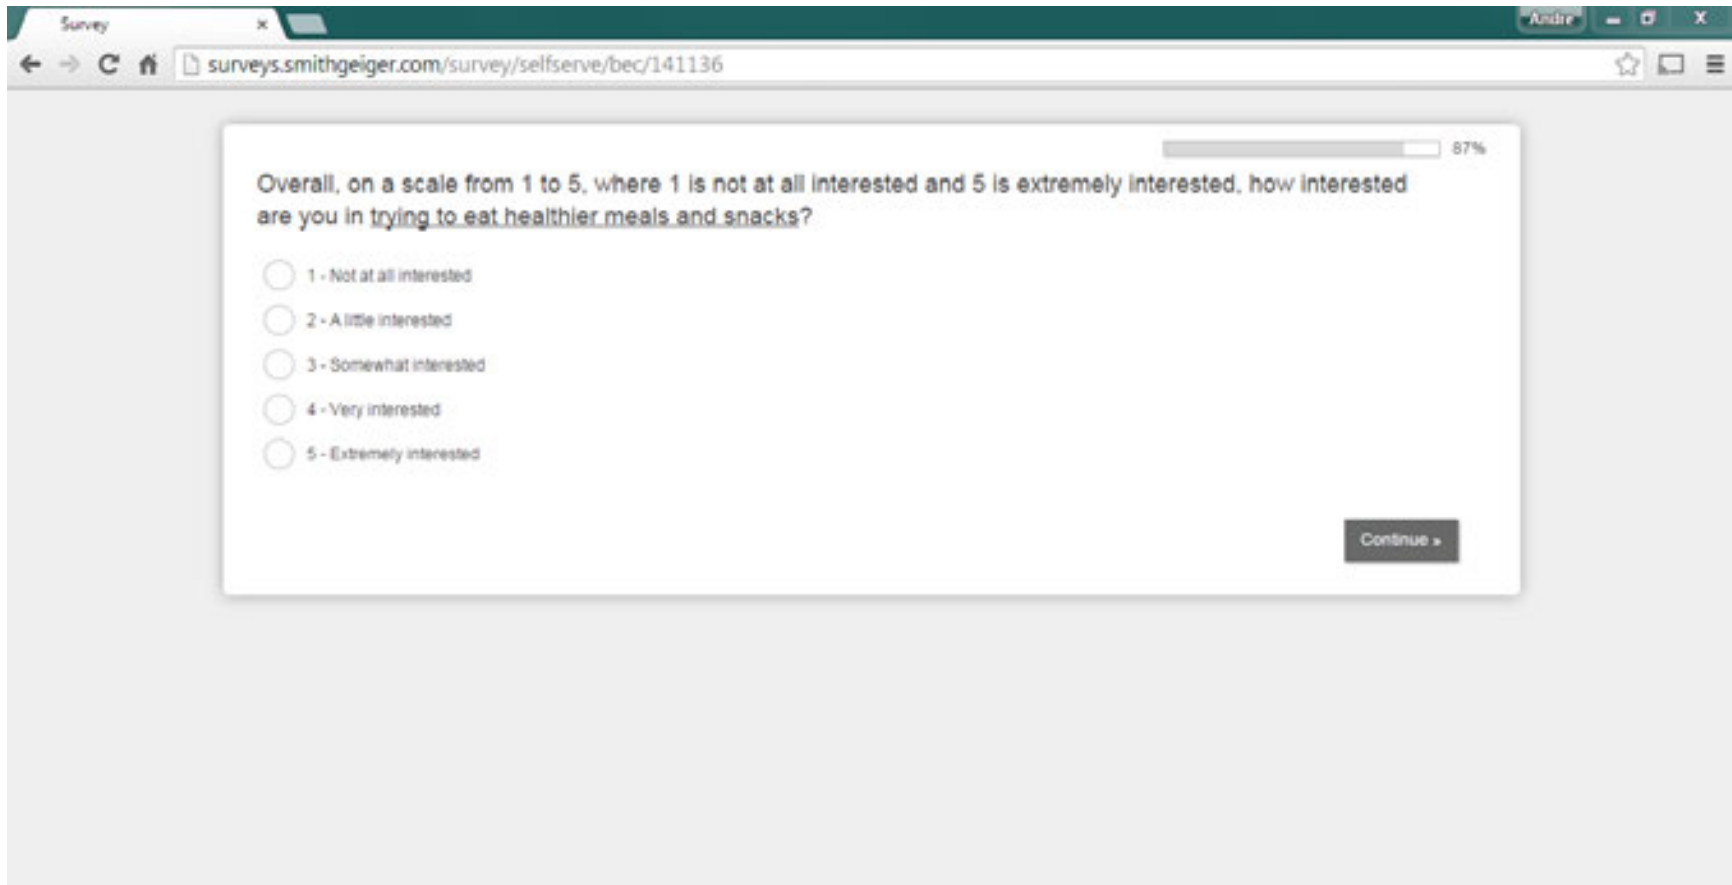 Survey
Andre
surveys.smithgeiger.com/survey/selfserve/bec/141136
87%
Overall, on a scale from 1 to 5, where 1 is not at all interested and 5 is extremely interested, how interested
are you in trying to eat healthier meals and snacks?
1 - Not at all interested
2 - A little interested
3 - Somewhat interested
4 - Very interested
5 - Extremely interested
Continue »